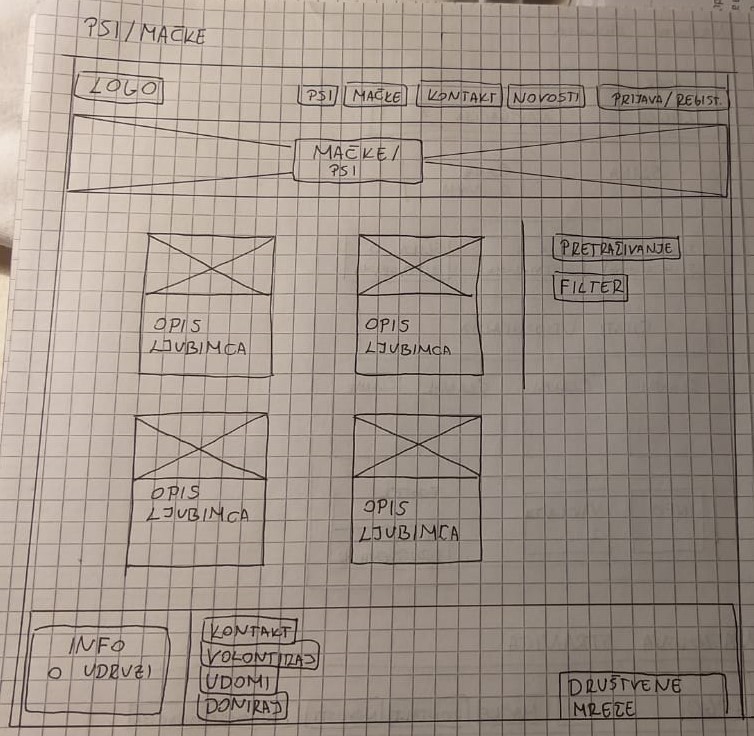 PSI/MAČKE
LOGO
PSI
MAČKE
KONTAKT
NOVOSTI
PRIJAVA/REGIST.
MAČKE/
PSI
PRETRAŽIVANJE
FILTER
OPIS
LJUBIMCA
OPIS
LJUBIMCA
OPIS
LJUBIMCA
OPIS
LJUBIMCA
INFO
O UDRUZI
KONTAKT
VOLONTIRAJ
UDOMI
DONIRAJ
DRUŠTVENE
MREŽE